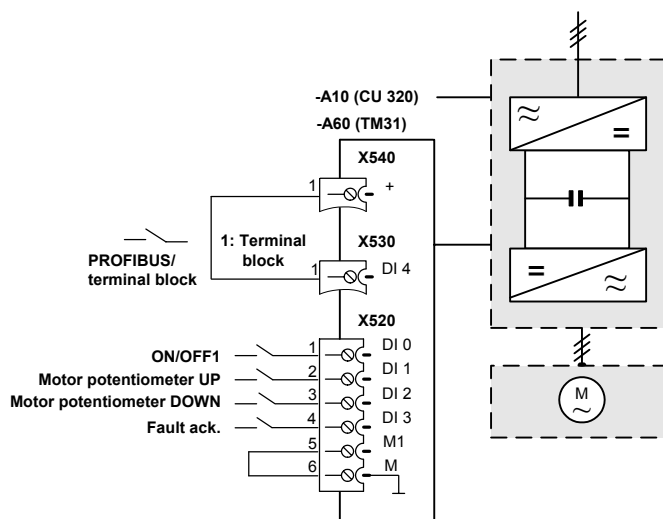 -A10 (CU 320)
-A60 (TM31)
X540
1
+
PROFIBUS/
terminal block
1: Terminal
block
X530
1
DI 4
X520
ON/OFF1
1
DI 0
Motor potentiometer UP
2
DI 1
Motor potentiometer DOWN
3
DI 2
Fault ack.
4
DI 3
5
M1
6
M
M
~
≈
=
=
≈